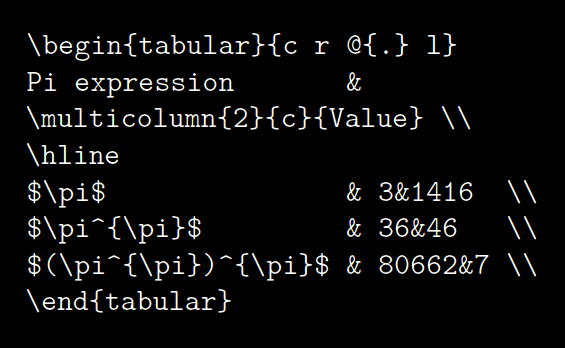 \begin{tabular}{c r @{.} l}
Pi expression       &
\multicolumn{2}{c}{Value} \\
\hline
$\pi$               & 3&1416  \\
$\pi^{\pi}$         & 36&46   \\
$(\pi^{\pi})^{\pi}$ & 80662&7 \\
\end{tabular}